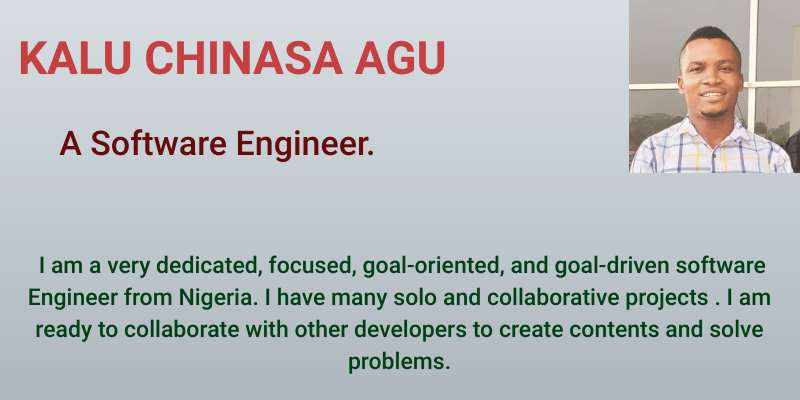 KALU CHINASA AGU
A Software Engineer.
I am a very dedicated, focused, goal-oriented, and goal-driven software
Engineer from Nigeria. I have many solo and collaborative projects . I am
ready to collaborate with other developers to create contents and solve
problems.